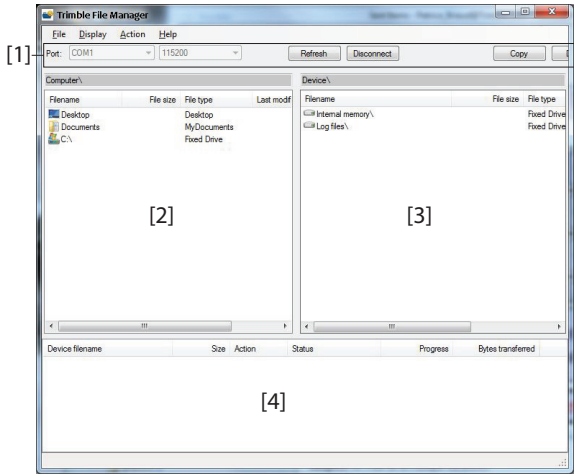 Trimble File Manager
File Display Action Help
[1] Port: COM1 115200 Refresh Disconnect Copy
Computer\ Device\
Filename File size File type Last modif Filename File size File type
Desktop Desktop Internal memory\ Fixed Drive
Documents MyDocuments Log files\ Fixed Drive
C:\ Fixed Drive
[2] [3]
Device filename Size Action Status Progress Bytes transferred
[4]